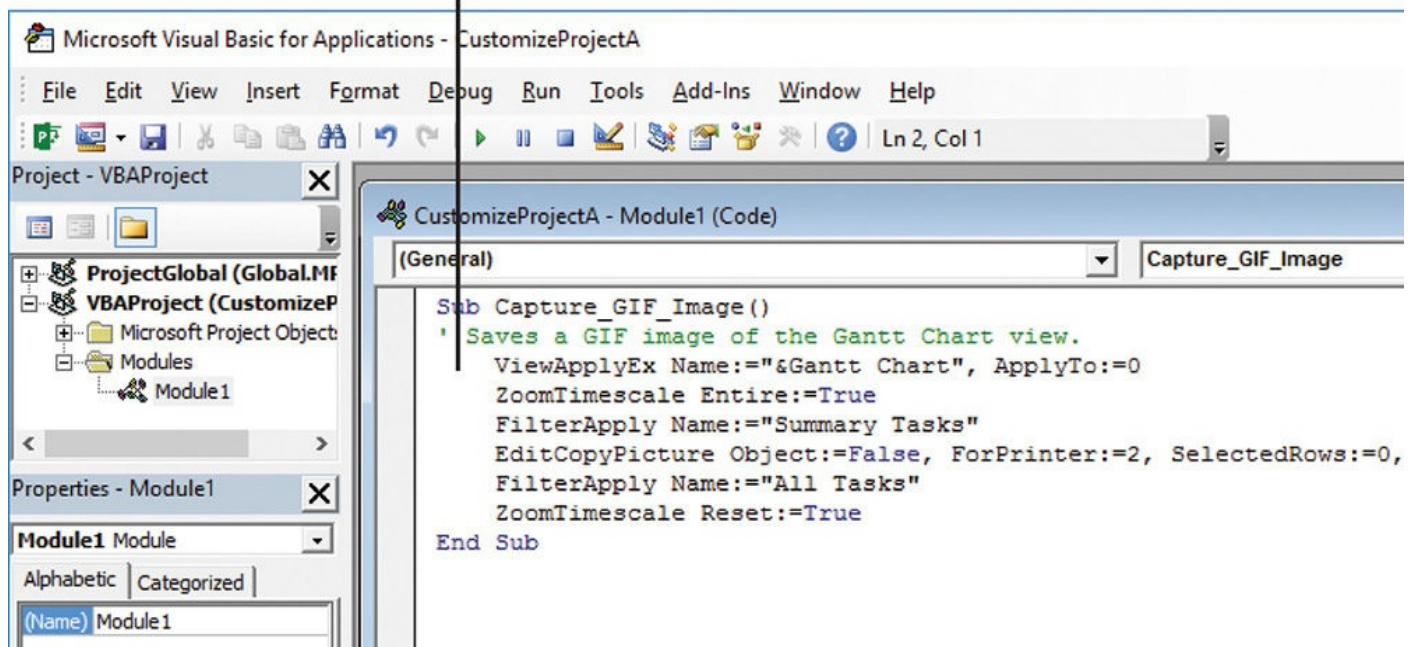 Microsoft Visual Basic for Applications - CustomizeProjectA
File Edit View Insert Format Debug Run Tools Add-Ins Window Help
Ln 2, Col 1
Project - VBAProject
CustomizeProjectA - Module1 (Code)
(General)
Capture_GIF_Image
ProjectGlobal (Global.MP
VBAProject (CustomizeP
Microsoft Project Objects
Modules
Module1
Sub Capture_GIF_Image()
' Saves a GIF image of the Gantt Chart view.
ViewApplyEx Name:="&Gantt Chart", ApplyTo:=0
ZoomTimescale Entire:=True
FilterApply Name:="Summary Tasks"
EditCopyPicture Object:=False, ForPrinter:=2, SelectedRows:=0,
FilterApply Name:="All Tasks"
ZoomTimescale Reset:=True
End Sub
Properties - Module1
Module1 Module
Alphabetic Categorized
(Name) Module1